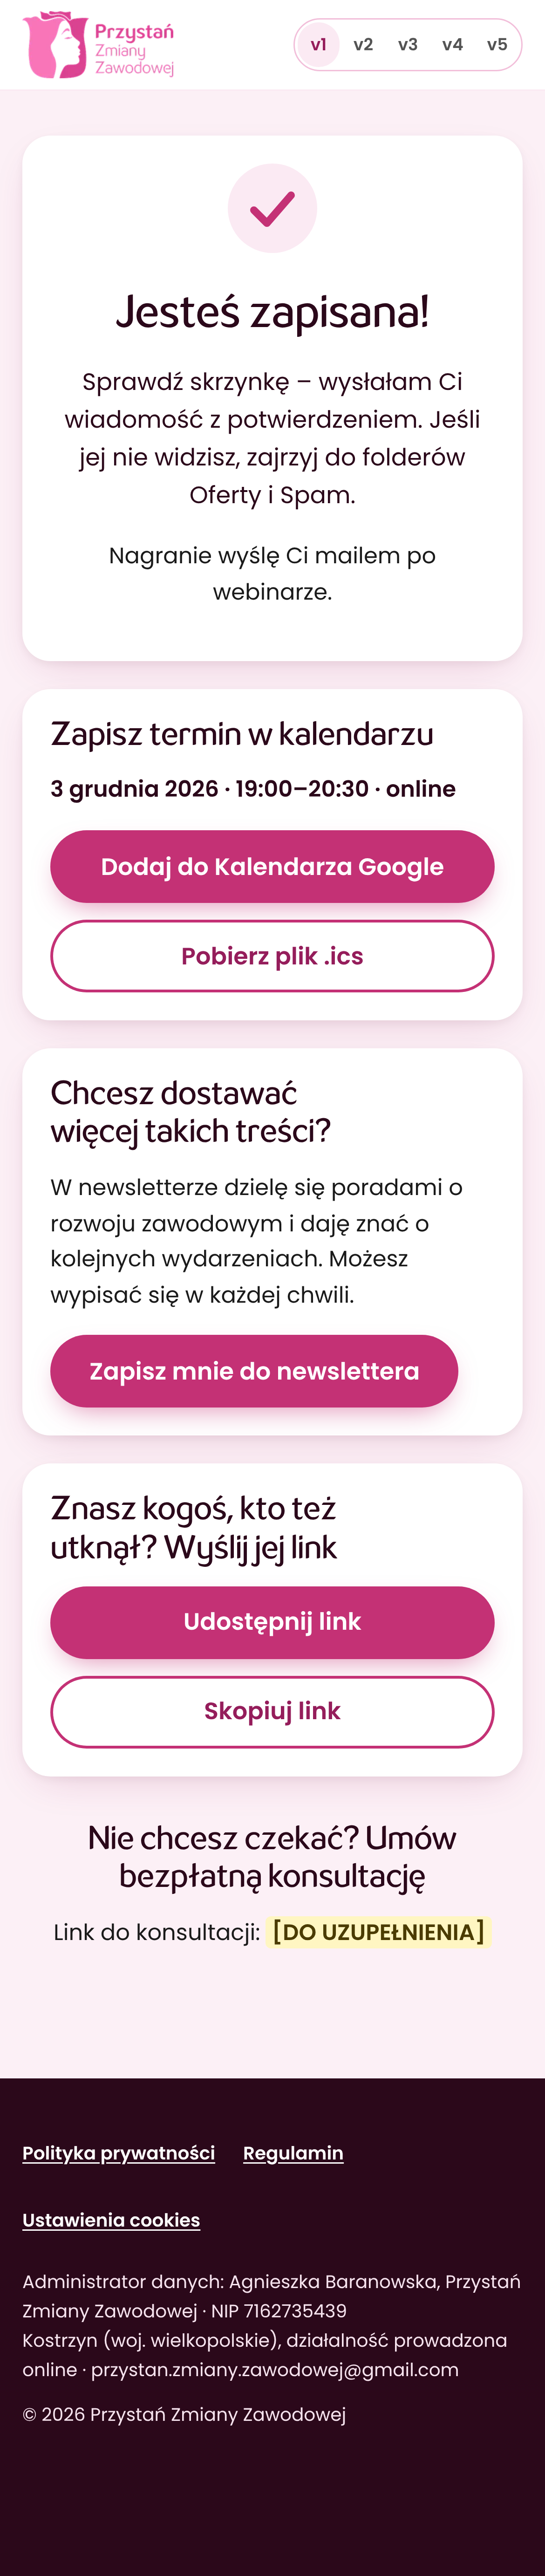 Przystań
Zmiany
Zawodowej
v1 v2 v3 v4 v5
Jesteś zapisana!
Sprawdź skrzynkę – wysłałam Ci
wiadomość z potwierdzeniem. Jeśli
jej nie widzisz, zajrzyj do folderów
Oferty i Spam.
Nagranie wyślę Ci mailem po
webinarze.
Zapisz termin w kalendarzu
3 grudnia 2026 · 19:00–20:30 · online
Dodaj do Kalendarza Google
Pobierz plik .ics
Chcesz dostawać
więcej takich treści?
W newsletterze dzielę się poradami o
rozwoju zawodowym i daję znać o
kolejnych wydarzeniach. Możesz
wypisać się w każdej chwili.
Zapisz mnie do newslettera
Znasz kogoś, kto też
utknął? Wyślij jej link
Udostępnij link
Skopiuj link
Nie chcesz czekać? Umów
bezpłatną konsultację
Link do konsultacji: [DO UZUPEŁNIENIA]
Polityka prywatności Regulamin
Ustawienia cookies
Administrator danych: Agnieszka Baranowska, Przystań
Zmiany Zawodowej · NIP 7162735439
Kostrzyn (woj. wielkopolskie), działalność prowadzona
online · przystan.zmiany.zawodowej@gmail.com
© 2026 Przystań Zmiany Zawodowej